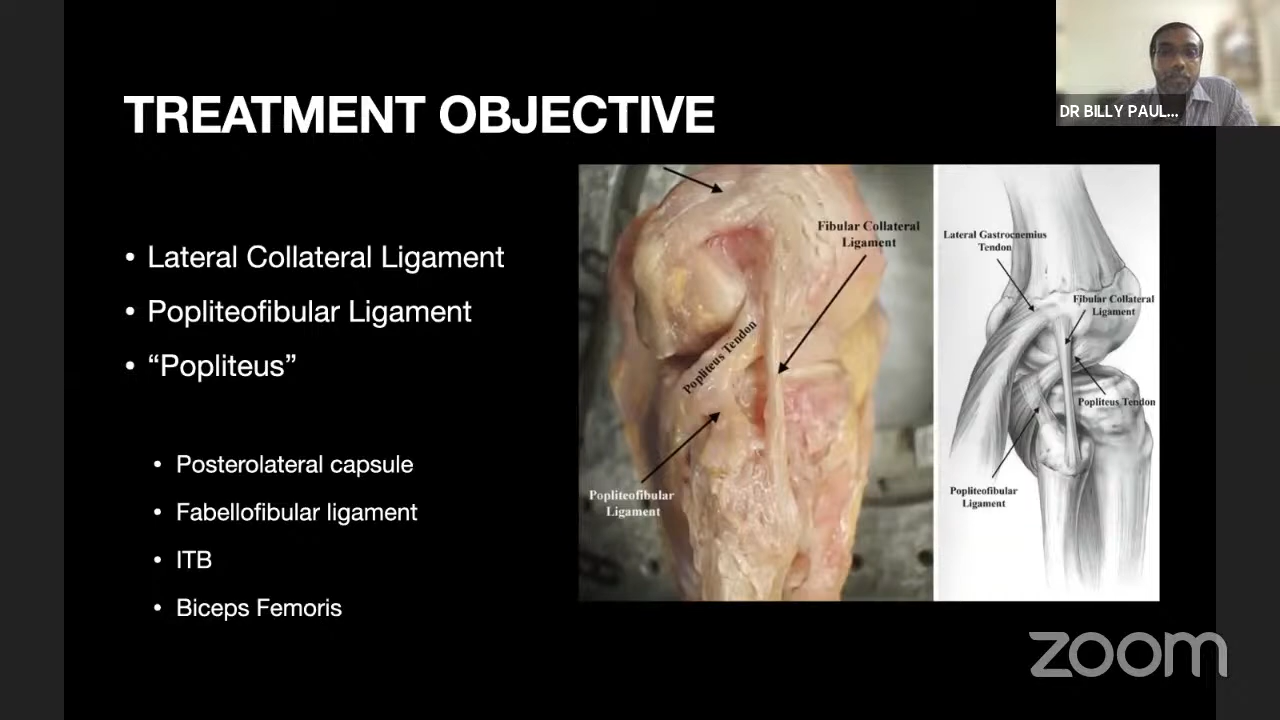 DR BILLY PAUL...
TREATMENT OBJECTIVE
• Lateral Collateral Ligament
• Popliteofibular Ligament
• “Popliteus”
• Posterolateral capsule
• Fabellofibular ligament
• ITB
• Biceps Femoris
Fibular Collateral
Ligament
Popliteus Tendon
Popliteofibular
Ligament
Lateral Gastrocnemius
Tendon
Fibular Collateral
Ligament
Popliteus Tendon
Popliteofibular
Ligament
zoom